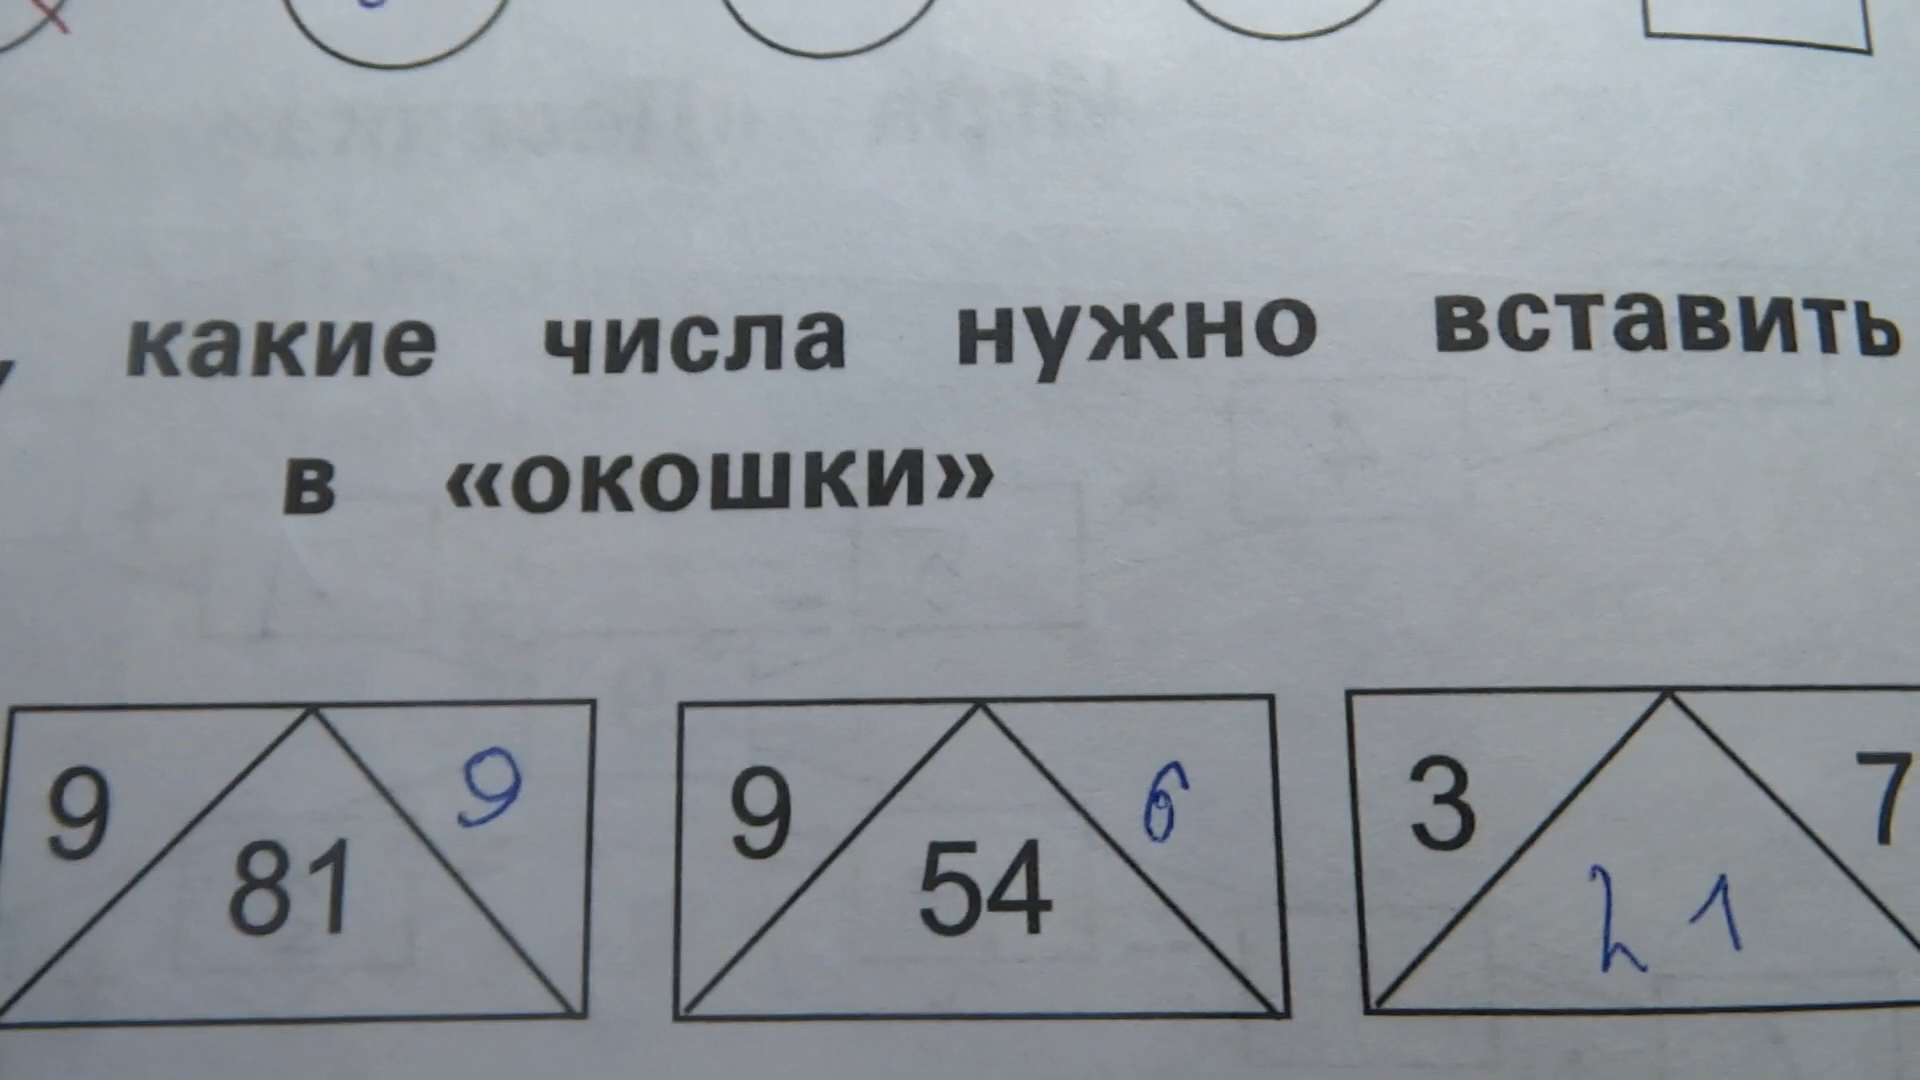 , какие числа нужно вставить
в «окошки»
9 81 9
9 54 6
3 21 7